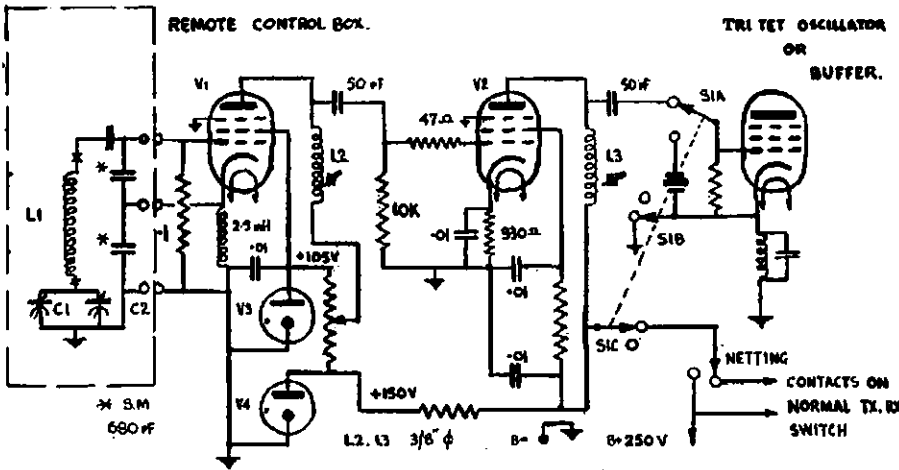 REMOTE CONTROL BOX.
TRI TET OSCILLATOR
OR
BUFFER.
V1
50 PF
V2
50 PF
S1A
47Ω
L1
L2
L3
*
*
·1
2·5 mH
10K
·01
330Ω
·01
S1B
+105V
·01
C1
C2
V3
S1C
·01
NETTING
CONTACTS ON
NORMAL TX. RX
SWITCH
* S.M
680 PF
V4
+150V
L2. L3 3/8" φ
B-
B+250V